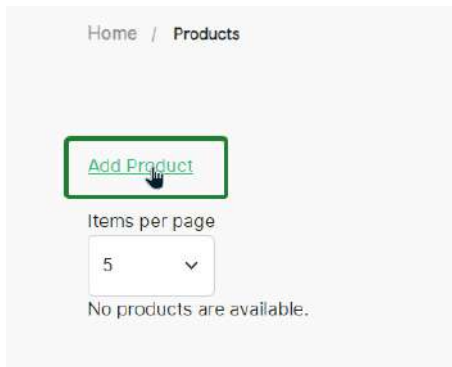 Home / Products
Add Product
Items per page
5
No products are available.